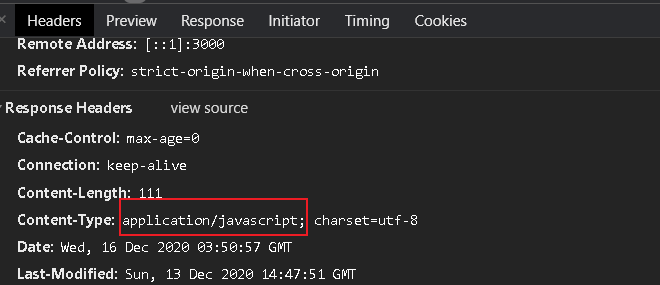 Headers Preview Response Initiator Timing Cookies
Remote Address: [::1]:3000
Referrer Policy: strict-origin-when-cross-origin
Response Headers view source
Cache-Control: max-age=0
Connection: keep-alive
Content-Length: 111
Content-Type: application/javascript; charset=utf-8
Date: Wed, 16 Dec 2020 03:50:57 GMT
Last-Modified: Sun, 13 Dec 2020 14:47:51 GMT